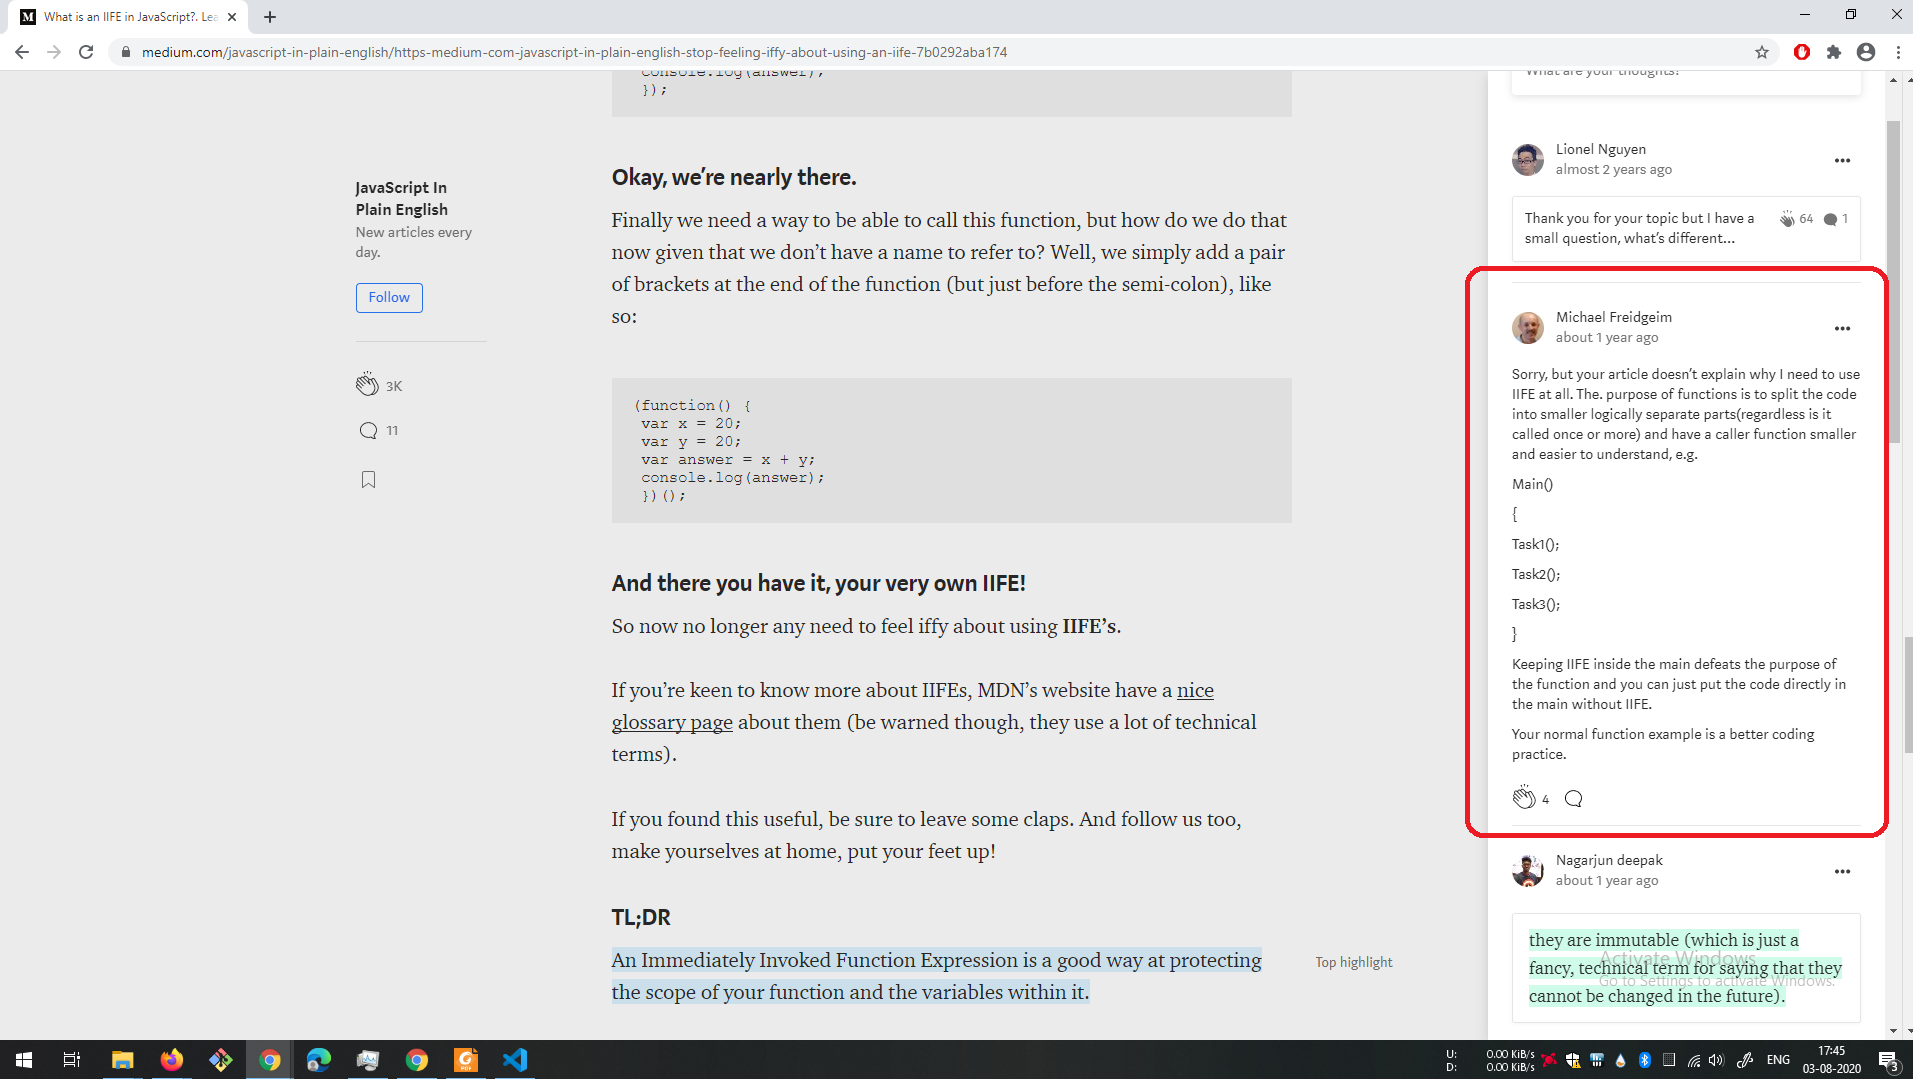 What is an IIFE in JavaScript?. Lea
medium.com/javascript-in-plain-english/https-medium-com-javascript-in-plain-english-stop-feeling-iffy-about-using-an-iife-7b0292aba174
JavaScript In
Plain English
New articles every
day.
Follow
3K
11
console.log(answer);
});
Okay, we’re nearly there.
Finally we need a way to be able to call this function, but how do we do that
now given that we don’t have a name to refer to? Well, we simply add a pair
of brackets at the end of the function (but just before the semi-colon), like
so:
(function() {
var x = 20;
var y = 20;
var answer = x + y;
console.log(answer);
})();
And there you have it, your very own IIFE!
So now no longer any need to feel iffy about using IIFE’s.
If you’re keen to know more about IIFEs, MDN’s website have a nice
glossary page about them (be warned though, they use a lot of technical
terms).
If you found this useful, be sure to leave some claps. And follow us too,
make yourselves at home, put your feet up!
TL;DR
An Immediately Invoked Function Expression is a good way at protecting
the scope of your function and the variables within it.
Top highlight
What are your thoughts?
Lionel Nguyen
almost 2 years ago
Thank you for your topic but I have a
small question, what’s different...
64
1
Michael Freidgeim
about 1 year ago
Sorry, but your article doesn’t explain why I need to use
IIFE at all. The. purpose of functions is to split the code
into smaller logically separate parts(regardless is it
called once or more) and have a caller function smaller
and easier to understand, e.g.
Main()
{
Task1();
Task2();
Task3();
}
Keeping IIFE inside the main defeats the purpose of
the function and you can just put the code directly in
the main without IIFE.
Your normal function example is a better coding
practice.
4
Nagarjun deepak
about 1 year ago
they are immutable (which is just a
fancy, technical term for saying that they
cannot be changed in the future).
Activate Windows
Go to Settings to activate Windows.
U: 0.00 KiB/s
D: 0.00 KiB/s
ENG
17:45
03-08-2020
3